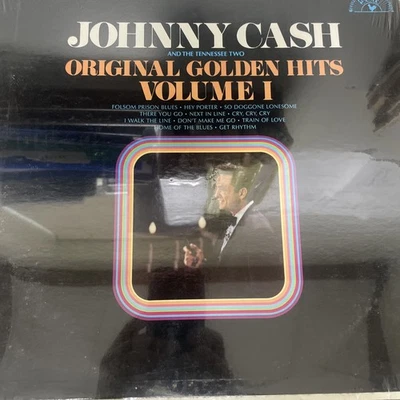 JOHNNY CASH
AND THE TENNESSEE TWO
ORIGINAL GOLDEN HITS
VOLUME I
FOLSOM PRISON BLUES • HEY PORTER • SO DOGGONE LONESOME
THERE YOU GO • NEXT IN LINE • CRY, CRY, CRY
I WALK THE LINE • DON'T MAKE ME GO • TRAIN OF LOVE
HOME OF THE BLUES • GET RHYTHM